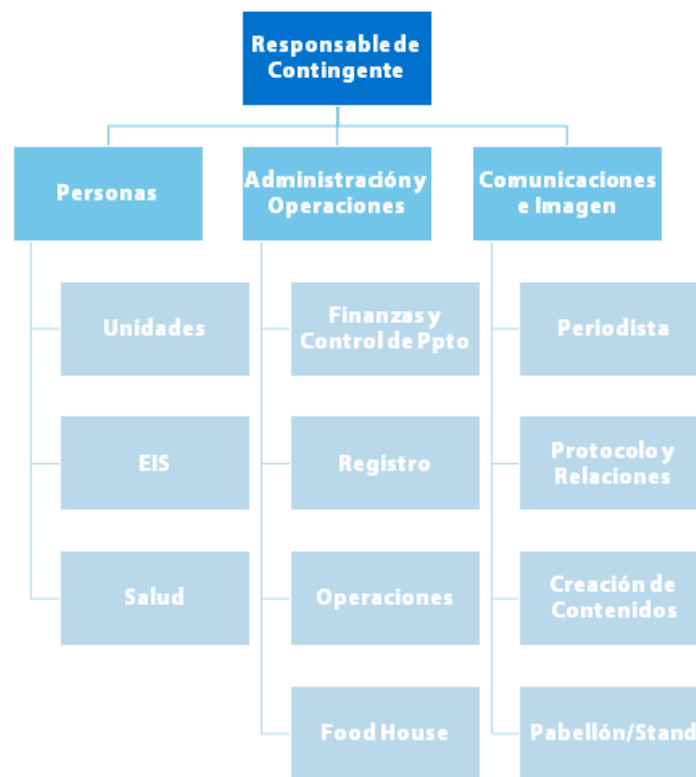 Responsable de
Contingente
Personas
Administración y
Operaciones
Comunicaciones
e Imagen
Unidades
EIS
Salud
Finanzas y
Control de Ppto
Registro
Operaciones
Food House
Periodista
Protocolo y
Relaciones
Creación de
Contenidos
Pabellón/Stand